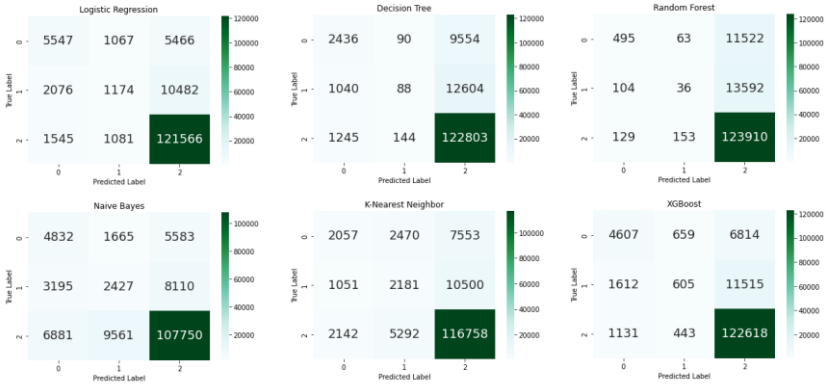 Logistic Regression
True Label
0 5547 1067 5466
1 2076 1174 10482
2 1545 1081 121566
0 1 2
Predicted Label
120000
100000
80000
60000
40000
20000
Decision Tree
True Label
0 2436 90 9554
1 1040 88 12604
2 1245 144 122803
0 1 2
Predicted Label
120000
100000
80000
60000
40000
20000
Random Forest
True Label
0 495 63 11522
1 104 36 13592
2 129 153 123910
0 1 2
Predicted Label
120000
100000
80000
60000
40000
20000
Naive Bayes
True Label
0 4832 1665 5583
1 3195 2427 8110
2 6881 9561 107750
0 1 2
Predicted Label
100000
80000
60000
40000
20000
K-Nearest Neighbor
True Label
0 2057 2470 7553
1 1051 2181 10500
2 2142 5292 116758
0 1 2
Predicted Label
100000
80000
60000
40000
20000
XGBoost
True Label
0 4607 659 6814
1 1612 605 11515
2 1131 443 122618
0 1 2
Predicted Label
120000
100000
80000
60000
40000
20000